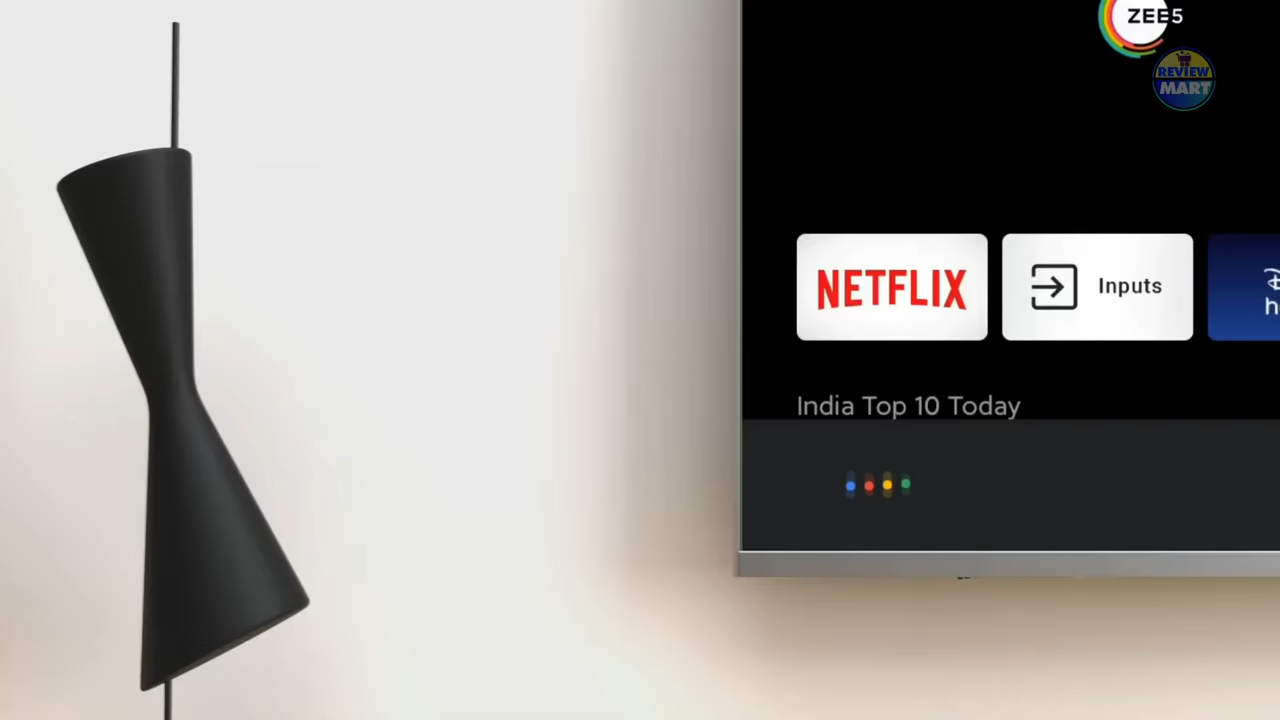 ZEE5
REVIEW
MART
NETFLIX
Inputs
India Top 10 Today